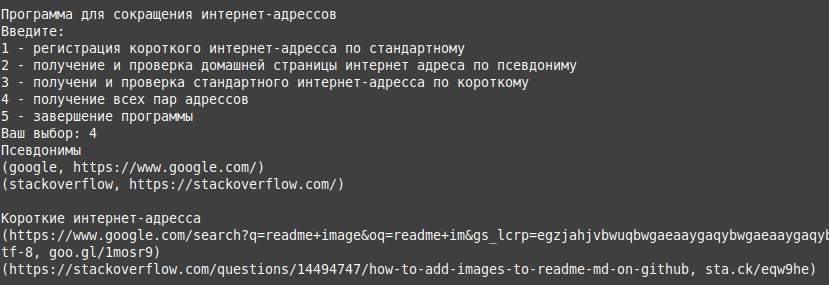 Программа для сокращения интернет-адрессов
Введите:
1 - регистрация короткого интернет-адресса по стандартному
2 - получение и проверка домашней страницы интернет адреса по псевдониму
3 - получени и проверка стандартного интернет-адресса по короткому
4 - получение всех пар адрессов
5 - завершение программы
Ваш выбор: 4
Псевдонимы
(google, https://www.google.com/)
(stackoverflow, https://stackoverflow.com/)
Короткие интернет-адресса
(https://www.google.com/search?q=readme+image&oq=readme+im&gs_lcrp=egzjahjvbwuqbwgaeaaygaqybwgaeaaygaqyb
tf-8, goo.gl/1mosr9)
(https://stackoverflow.com/questions/14494747/how-to-add-images-to-readme-md-on-github, sta.ck/eqw9he)